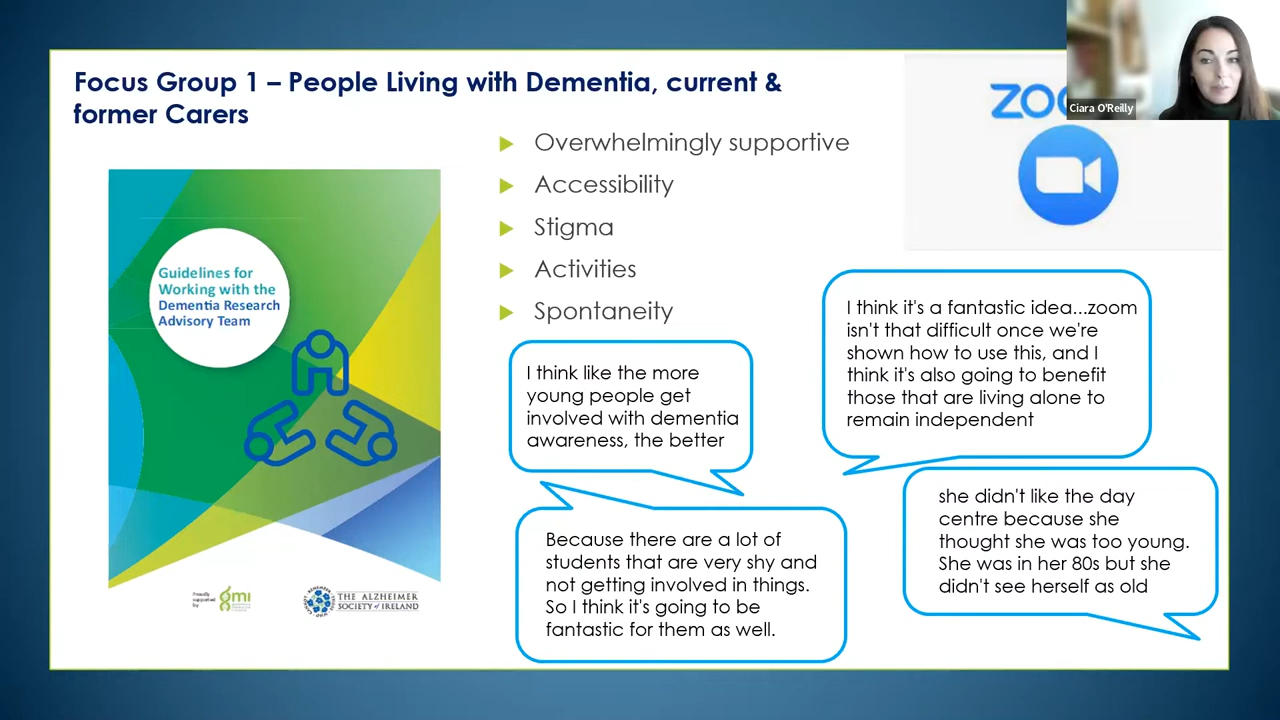 Focus Group 1 – People Living with Dementia, current &
former Carers
Ciara O'Reilly
Overwhelmingly supportive
Accessibility
Stigma
Activities
Spontaneity
Guidelines for
Working with the
Dementia Research
Advisory Team
Proudly
supported
by
gmi
THE ALZHEIMER
SOCIETY of IRELAND
I think it's a fantastic idea...zoom
isn't that difficult once we're
shown how to use this, and I
think it's also going to benefit
those that are living alone to
remain independent
I think like the more
young people get
involved with dementia
awareness, the better
she didn't like the day
centre because she
thought she was too young.
She was in her 80s but she
didn't see herself as old
Because there are a lot of
students that are very shy and
not getting involved in things.
So I think it's going to be
fantastic for them as well.